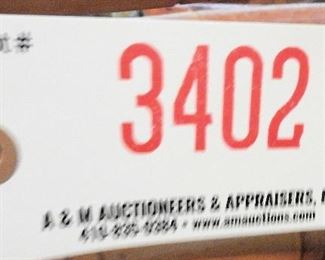 #
3402
A & M AUCTIONEERS & APPRAISERS,
www.amauctions.com